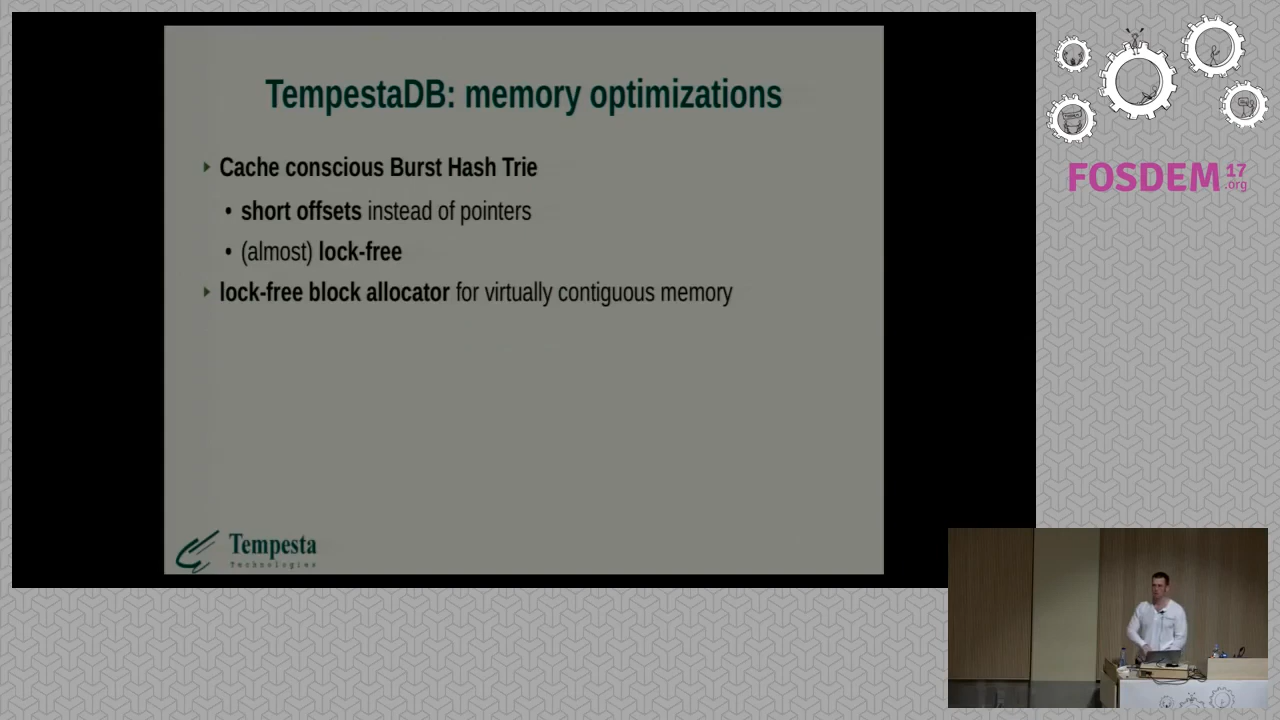 TempestaDB: memory optimizations
Cache conscious Burst Hash Trie
short offsets instead of pointers
(almost) lock-free
lock-free block allocator for virtually contiguous memory
Tempesta
Technologies
FOSDEM 17
.org